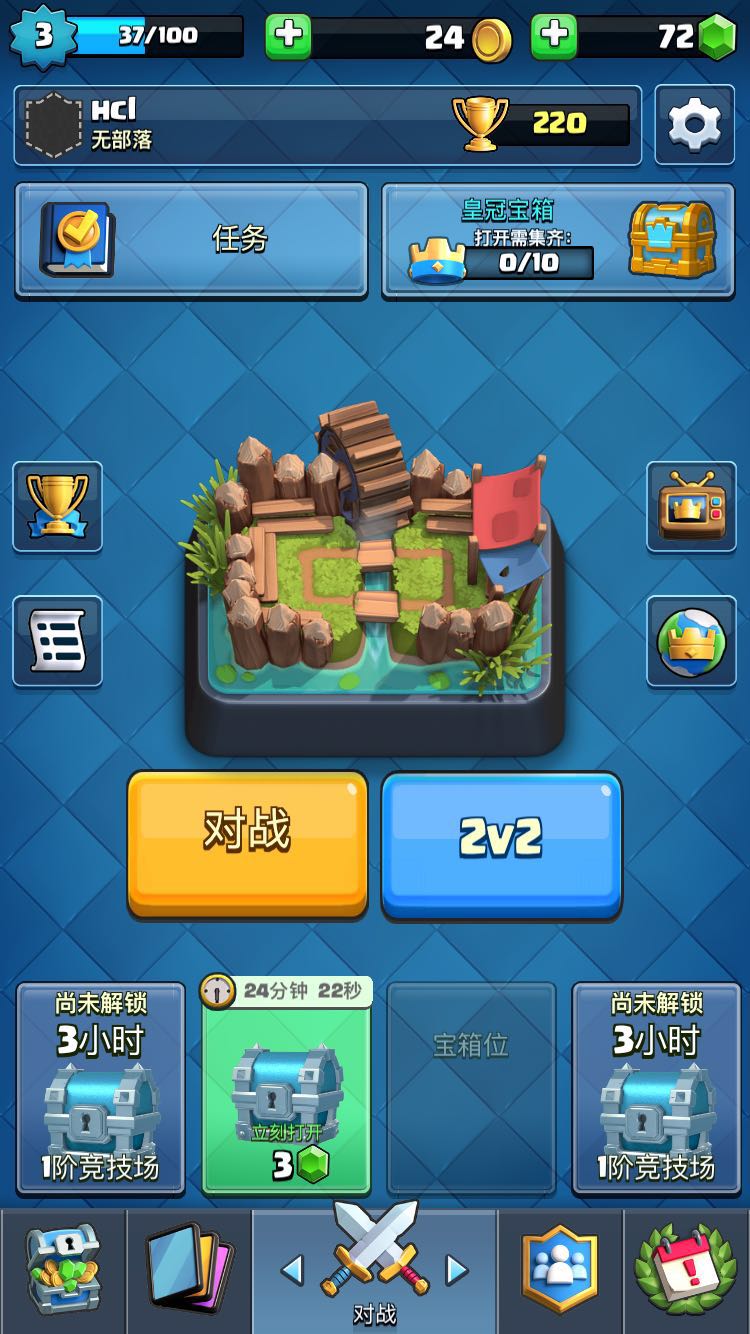 3
37/100
24
72
HCl
无部落
220
任务
皇冠宝箱
打开需集齐:
0/10
对战
2v2
尚未解锁
3小时
1阶竞技场
24分钟 22秒
立刻打开
3
宝箱位
尚未解锁
3小时
1阶竞技场
对战